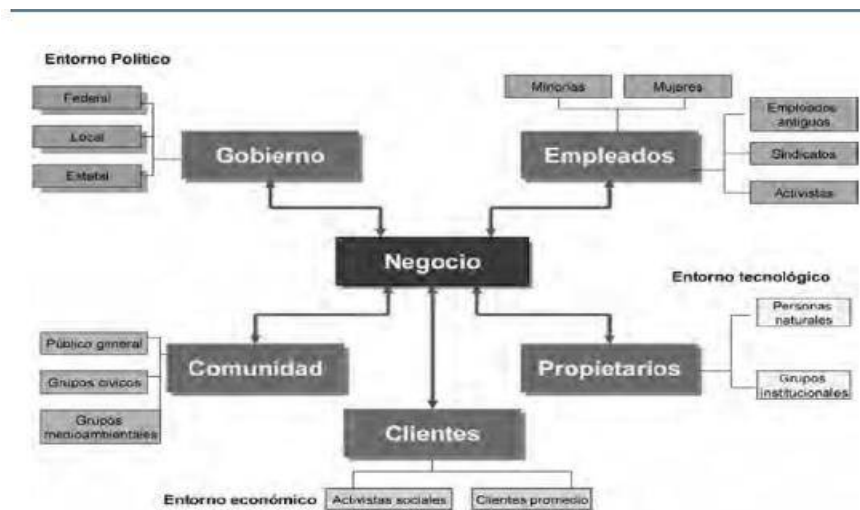 Entorno Político
Federal
Local
Estatal
Gobierno
Minorías
Mujeres
Empleados
Empleados
antiguos
Sindicatos
Activistas
Negocio
Entorno tecnológico
Personas
naturales
Grupos
institucionales
Propietarios
Público general
Grupos cívicos
Grupos
medioambientales
Comunidad
Clientes
Entorno económico
Activistas sociales
Clientes promedio